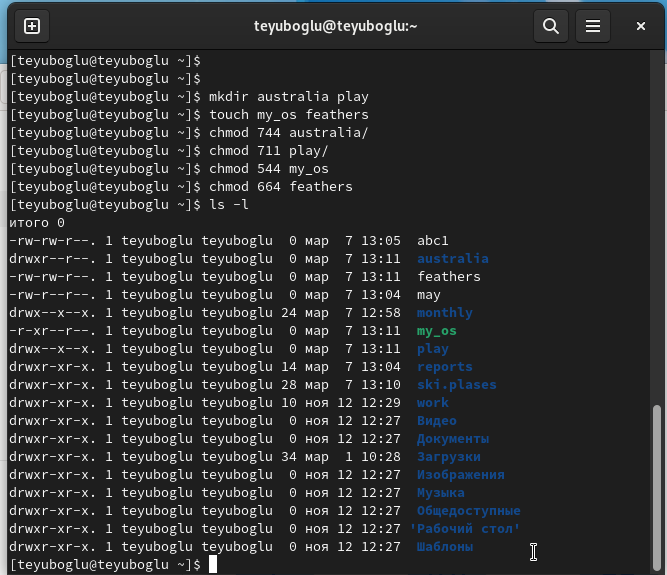 teyuboglu@teyuboglu:~
[teyuboglu@teyuboglu ~]$
[teyuboglu@teyuboglu ~]$
[teyuboglu@teyuboglu ~]$ mkdir australia play
[teyuboglu@teyuboglu ~]$ touch my_os feathers
[teyuboglu@teyuboglu ~]$ chmod 744 australia/
[teyuboglu@teyuboglu ~]$ chmod 711 play/
[teyuboglu@teyuboglu ~]$ chmod 544 my_os
[teyuboglu@teyuboglu ~]$ chmod 664 feathers
[teyuboglu@teyuboglu ~]$ ls -l
итого 0
-rw-rw-r--. 1 teyuboglu teyuboglu  0 мар  7 13:05  abc1
drwxr--r--. 1 teyuboglu teyuboglu  0 мар  7 13:11  australia
-rw-rw-r--. 1 teyuboglu teyuboglu  0 мар  7 13:11  feathers
-rw-r--r--. 1 teyuboglu teyuboglu  0 мар  7 13:04  may
drwx--x--x. 1 teyuboglu teyuboglu 24 мар  7 12:58  monthly
-r-xr--r--. 1 teyuboglu teyuboglu  0 мар  7 13:11  my_os
drwx--x--x. 1 teyuboglu teyuboglu  0 мар  7 13:11  play
drwxr-xr-x. 1 teyuboglu teyuboglu 14 мар  7 13:04  reports
drwxr-xr-x. 1 teyuboglu teyuboglu 28 мар  7 13:10  ski.plases
drwxr-xr-x. 1 teyuboglu teyuboglu 10 ноя 12 12:29  work
drwxr-xr-x. 1 teyuboglu teyuboglu  0 ноя 12 12:27  Видео
drwxr-xr-x. 1 teyuboglu teyuboglu  0 ноя 12 12:27  Документы
drwxr-xr-x. 1 teyuboglu teyuboglu 34 мар  1 10:28  Загрузки
drwxr-xr-x. 1 teyuboglu teyuboglu  0 ноя 12 12:27  Изображения
drwxr-xr-x. 1 teyuboglu teyuboglu  0 ноя 12 12:27  Музыка
drwxr-xr-x. 1 teyuboglu teyuboglu  0 ноя 12 12:27  Общедоступные
drwxr-xr-x. 1 teyuboglu teyuboglu  0 ноя 12 12:27 'Рабочий стол'
drwxr-xr-x. 1 teyuboglu teyuboglu  0 ноя 12 12:27  Шаблоны
[teyuboglu@teyuboglu ~]$